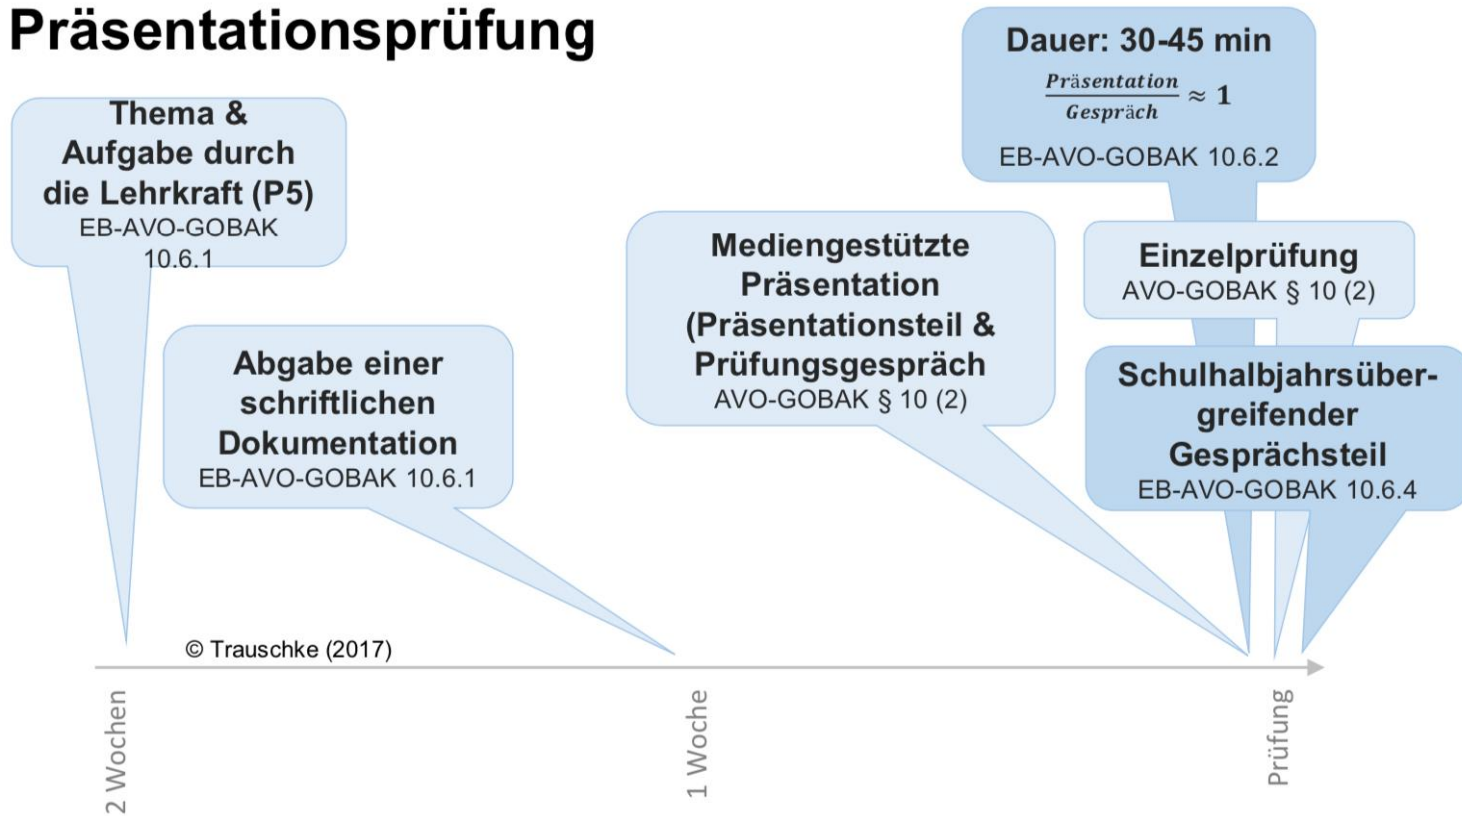 Präsentationsprüfung
Thema &
Aufgabe durch
die Lehrkraft (P5)
EB-AVO-GOBAK
10.6.1
Abgabe einer
schriftlichen
Dokumentation
EB-AVO-GOBAK 10.6.1
Mediengestützte
Präsentation
(Präsentationsteil &
Prüfungsgespräch
AVO-GOBAK § 10 (2)
Dauer: 30-45 min
Präsentation
Gespräch
≈ 1
EB-AVO-GOBAK 10.6.2
Einzelprüfung
AVO-GOBAK § 10 (2)
Schulhalbjahrsüber-
greifender
Gesprächsteil
EB-AVO-GOBAK 10.6.4
© Trauschke (2017)
2 Wochen
1 Woche
Prüfung